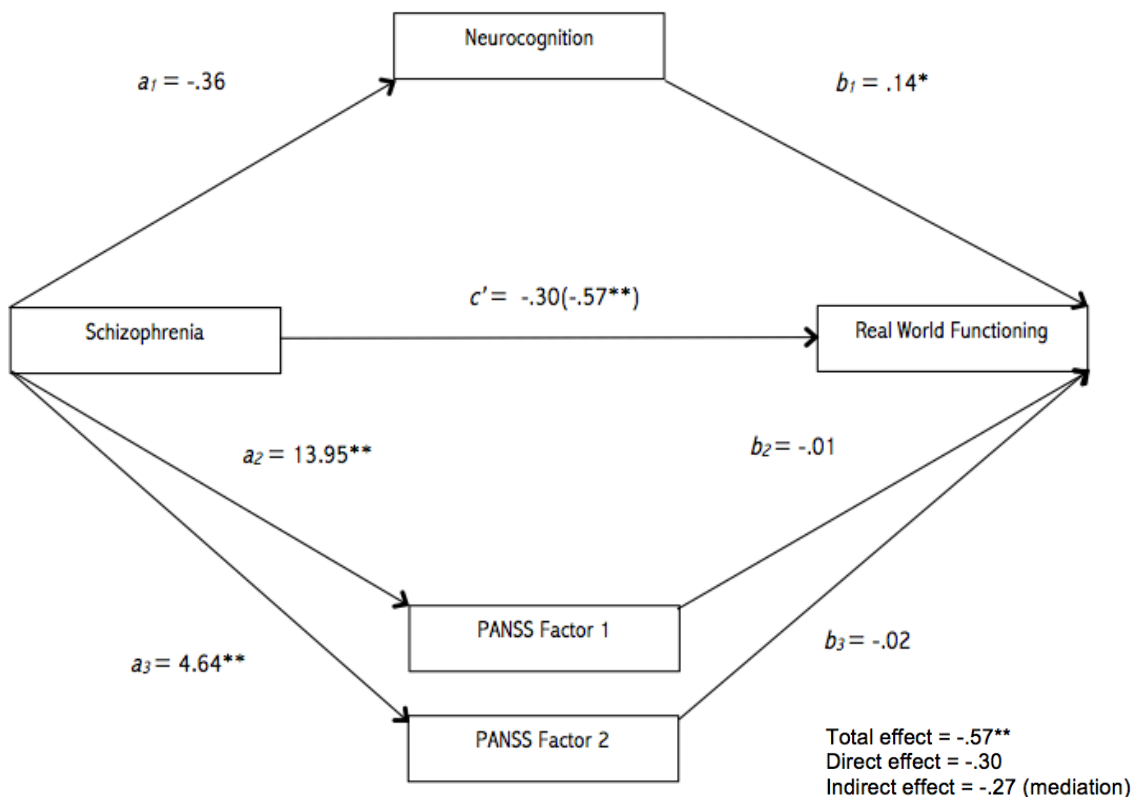 Neurocognition
a1 = -.36
b1 = .14*
c' = -.30(-.57**)
Schizophrenia
Real World Functioning
a2 = 13.95**
b2 = -.01
PANSS Factor 1
b3 = -.02
a3 = 4.64**
PANSS Factor 2
Total effect = -.57**
Direct effect = -.30
Indirect effect = -.27 (mediation)